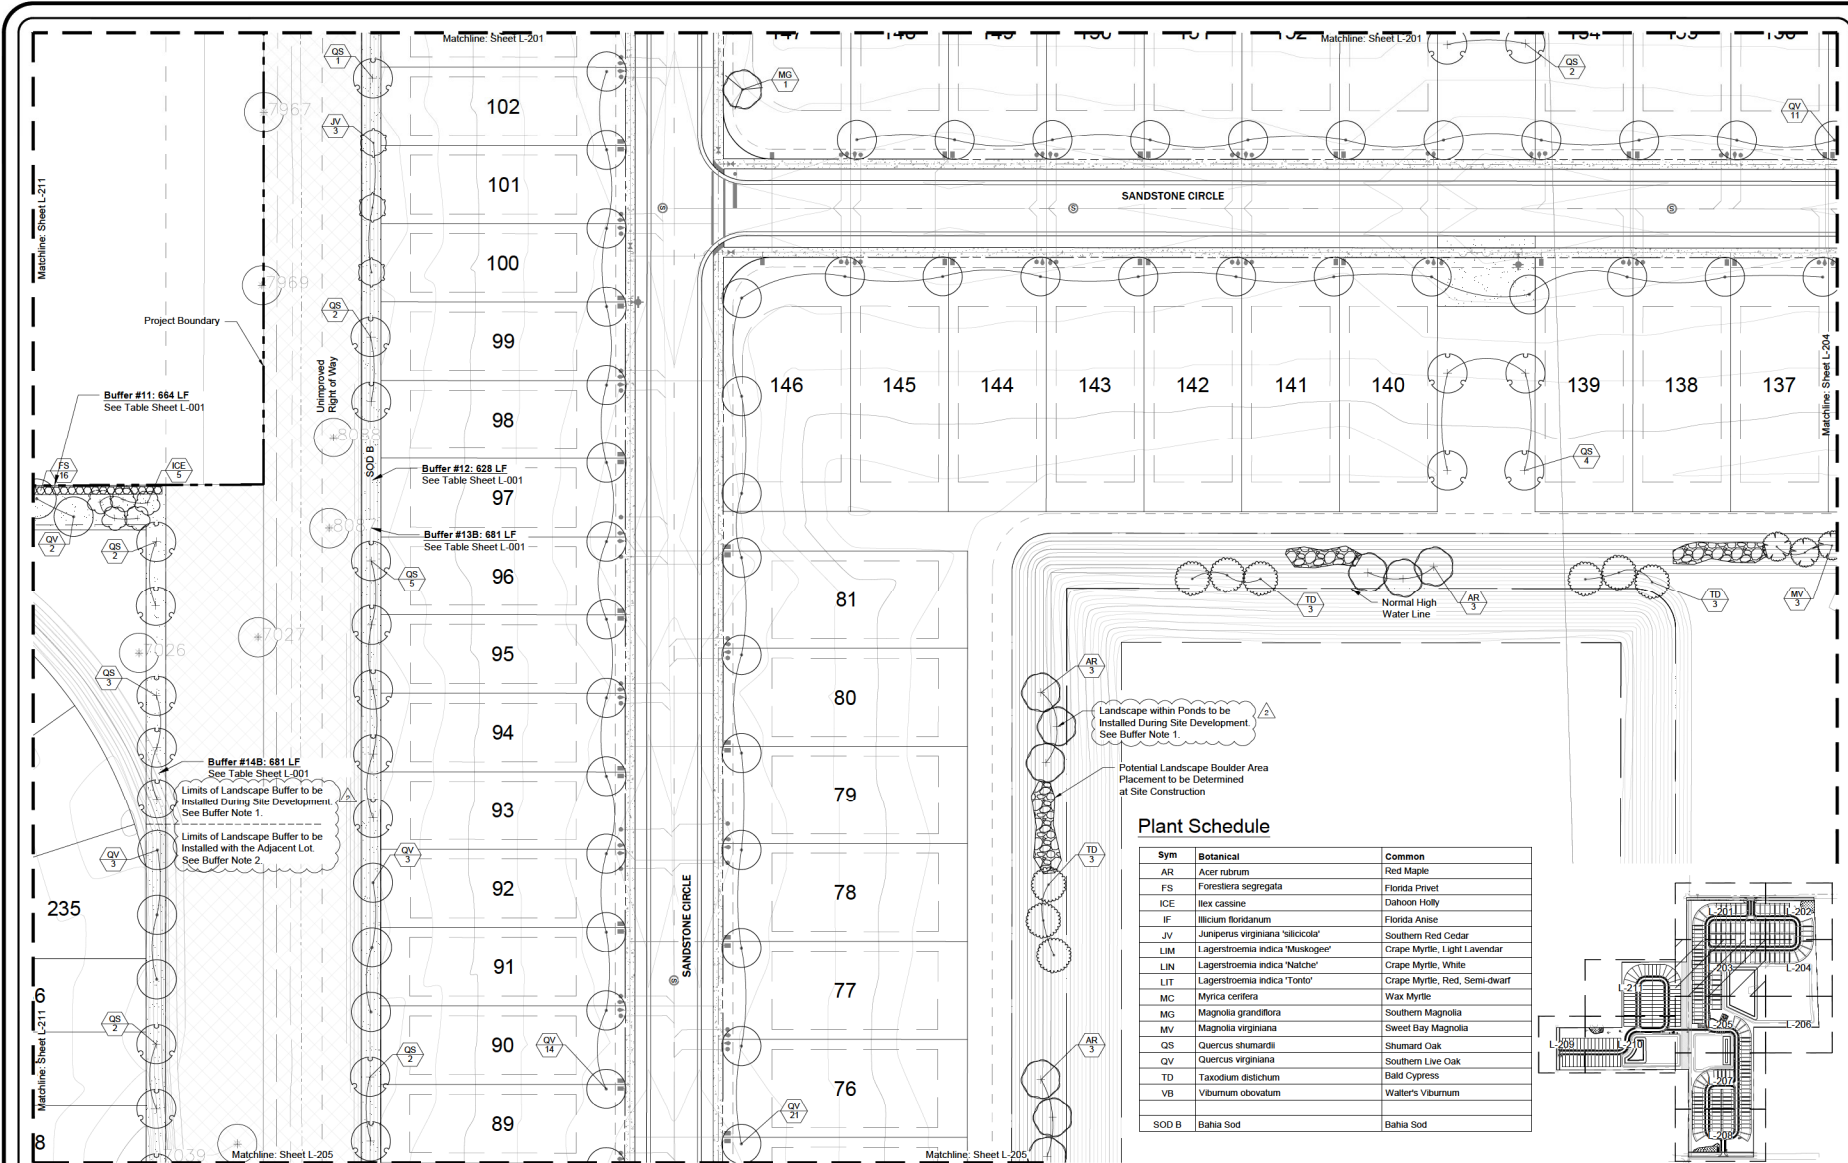 Matchline: Sheet L-201
Matchline: Sheet L-201
QS
1
MG
1
QS
2
QV
11
JV
3
7967
102
101
100
99
98
97
96
95
94
93
92
91
90
89
SANDSTONE CIRCLE
Matchline: Sheet L-211
7969
QS
2
Project Boundary
Unimproved
Right of Way
Buffer #11: 664 LF
See Table Sheet L-001
FS
16
ICE
5
SOD B
Buffer #12: 628 LF
See Table Sheet L-001
Buffer #13B: 681 LF
See Table Sheet L-001
QV
2
QS
2
QS
5
146
145
144
143
142
141
140
139
138
137
QS
4
Matchline: Sheet L-204
81
80
79
78
77
76
TD
3
Normal High
Water Line
AR
3
TD
3
MV
3
7026
7027
QS
3
AR
3
Landscape within Ponds to be
Installed During Site Development.
See Buffer Note 1.
2
Potential Landscape Boulder Area
Placement to be Determined
at Site Construction
Buffer #14B: 681 LF
See Table Sheet L-001
Limits of Landscape Buffer to be
Installed During Site Development.
See Buffer Note 1.
Limits of Landscape Buffer to be
Installed with the Adjacent Lot.
See Buffer Note 2.
QV
3
QV
3
TD
3
235
SANDSTONE CIRCLE
6
8
Matchline: Sheet L-211
QS
2
QS
2
QV
14
QV
21
AR
3
7039
Matchline: Sheet L-205
Matchline: Sheet L-205
Plant Schedule
Sym Botanical Common
AR Acer rubrum Red Maple
FS Forestiera segregata Florida Privet
ICE Ilex cassine Dahoon Holly
IF Illicium floridanum Florida Anise
JV Juniperus virginiana 'silicicola' Southern Red Cedar
LIM Lagerstroemia indica 'Muskogee' Crape Myrtle, Light Lavendar
LIN Lagerstroemia indica 'Natche' Crape Myrtle, White
LIT Lagerstroemia indica 'Tonto' Crape Myrtle, Red, Semi-dwarf
MC Myrica cerifera Wax Myrtle
MG Magnolia grandiflora Southern Magnolia
MV Magnolia virginiana Sweet Bay Magnolia
QS Quercus shumardii Shumard Oak
QV Quercus virginiana Southern Live Oak
TD Taxodium distichum Bald Cypress
VB Viburnum obovatum Walter's Viburnum
SOD B Bahia Sod Bahia Sod
L-201
L-202
L-204
L-211
L-205
L-206
L-209
L-210
L-207
L-208